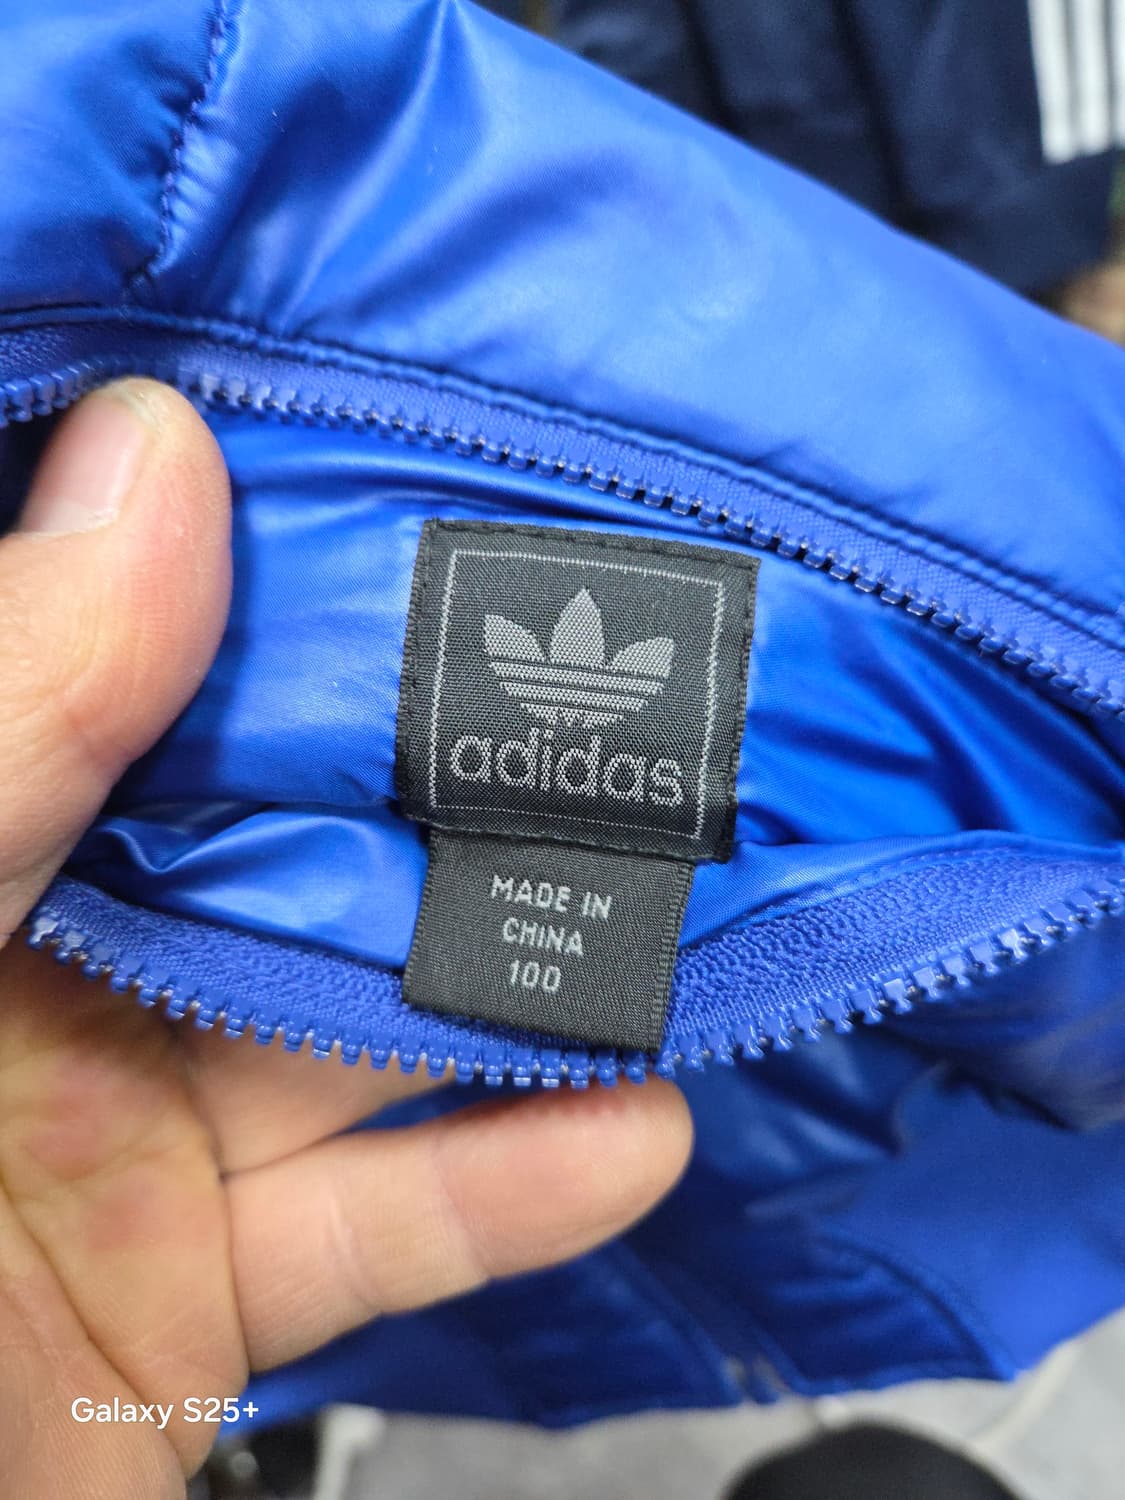 adidas
MADE IN
CHINA
100
Galaxy S25+